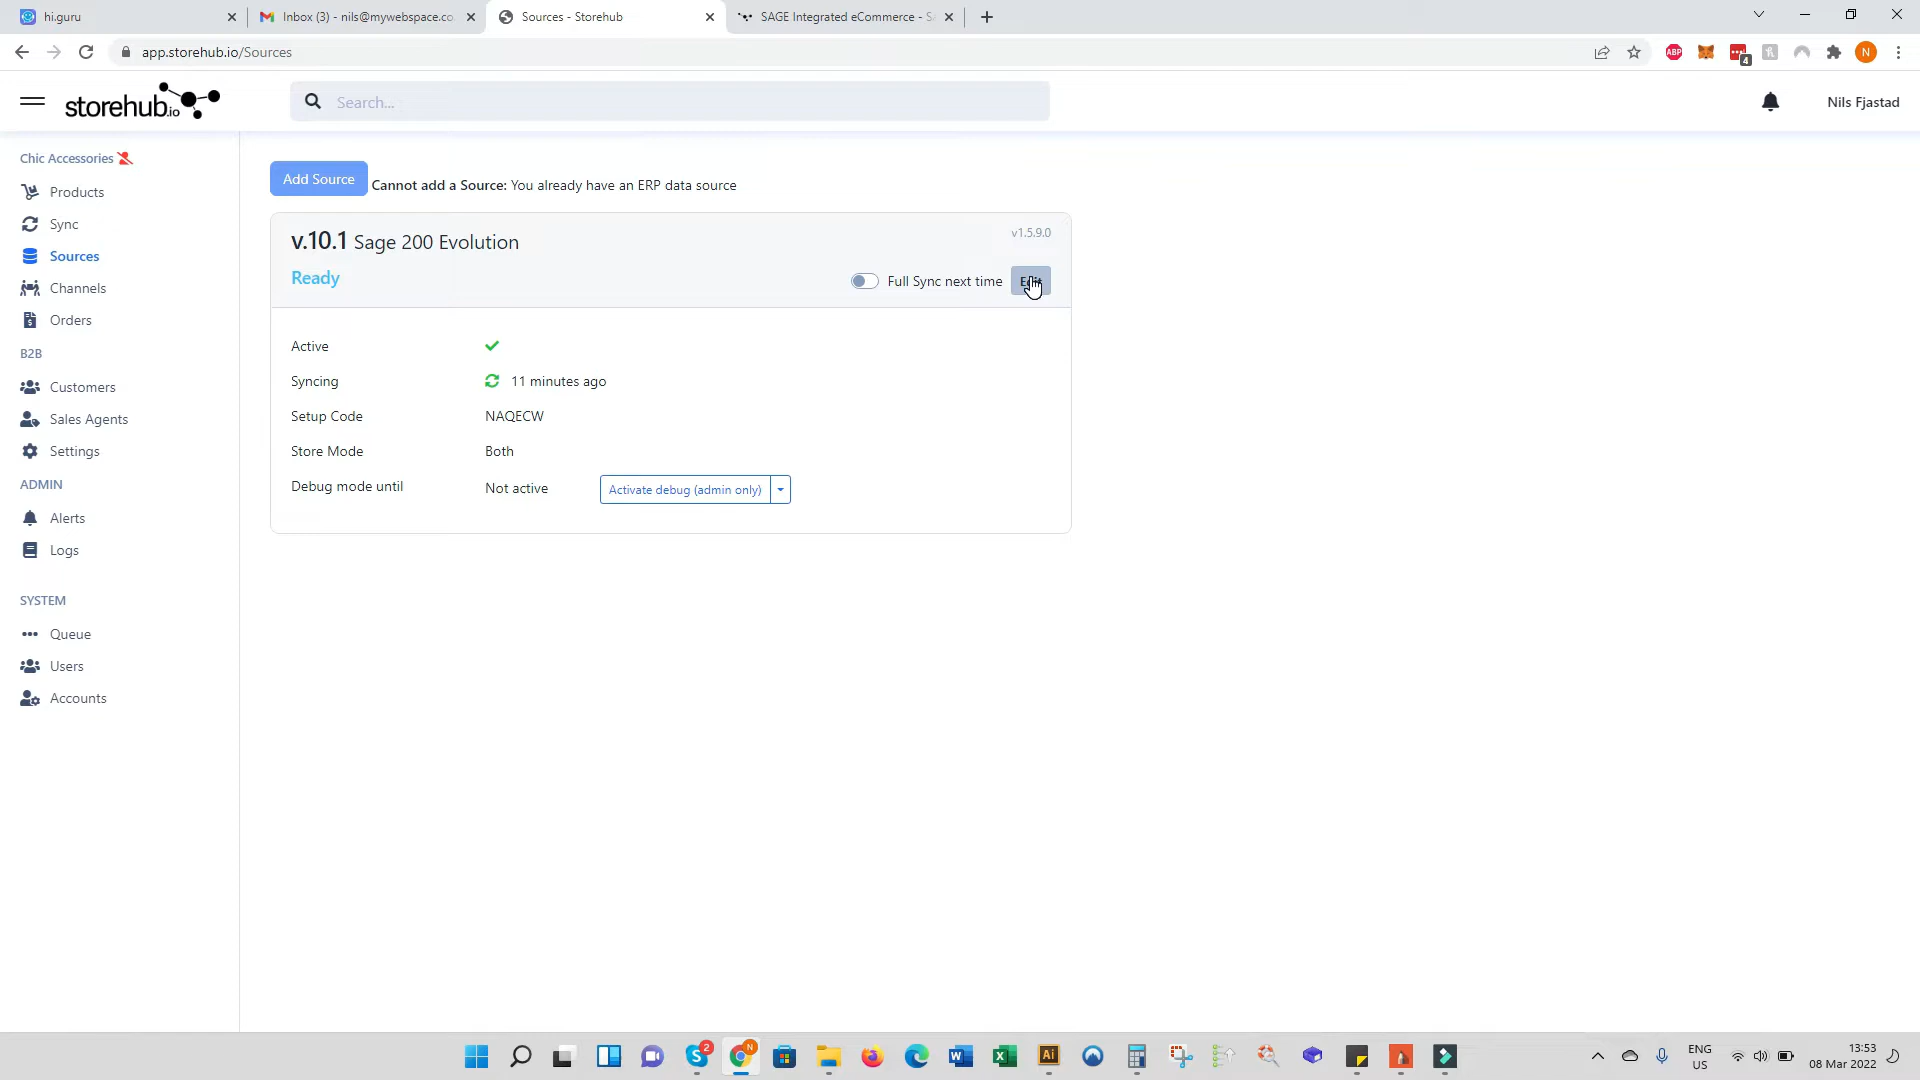 hi.guru
Inbox (3) - nils@mywebspace.co
Sources - Storehub
SAGE Integrated eCommerce - S
app.storehub.io/Sources
ABP
4
N
storehub.io
Search...
Nils Fjastad
Chic Accessories
Products
Sync
Sources
Channels
Orders
B2B
Customers
Sales Agents
Settings
ADMIN
Alerts
Logs
SYSTEM
Queue
Users
Accounts
Add Source
Cannot add a Source: You already have an ERP data source
v.10.1 Sage 200 Evolution
v1.5.9.0
Ready
Full Sync next time
Edit
Active
Syncing
11 minutes ago
Setup Code
NAQECW
Store Mode
Both
Debug mode until
Not active
Activate debug (admin only)
2
N
Ai
ENG
US
13:53
08 Mar 2022